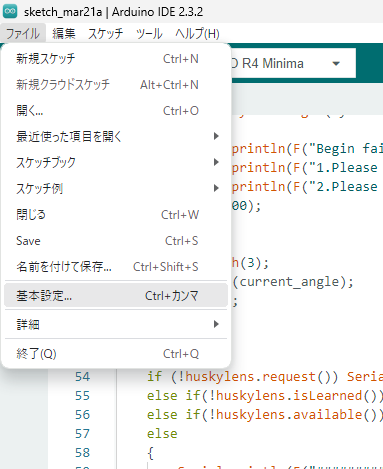 sketch_mar21a | Arduino IDE 2.3.2
ファイル 編集 スケッチ ツール ヘルプ(H)
新規スケッチ Ctrl+N
新規クラウドスケッチ Alt+Ctrl+N
開く... Ctrl+O
最近使った項目を開く
スケッチブック
スケッチ例
閉じる Ctrl+W
Save Ctrl+S
名前を付けて保存... Ctrl+Shift+S
基本設定... Ctrl+カンマ
詳細
終了(Q) Ctrl+Q
R4 Minima
println(F("Begin fai
println(F("1.Please
println(F("2.Please
00);
h(3);
(current_angle);
;
54 if (!huskylens.request()) Seria
55 else if(!huskylens.isLearned())
56 else if(!huskylens.available())
57 else
58 {